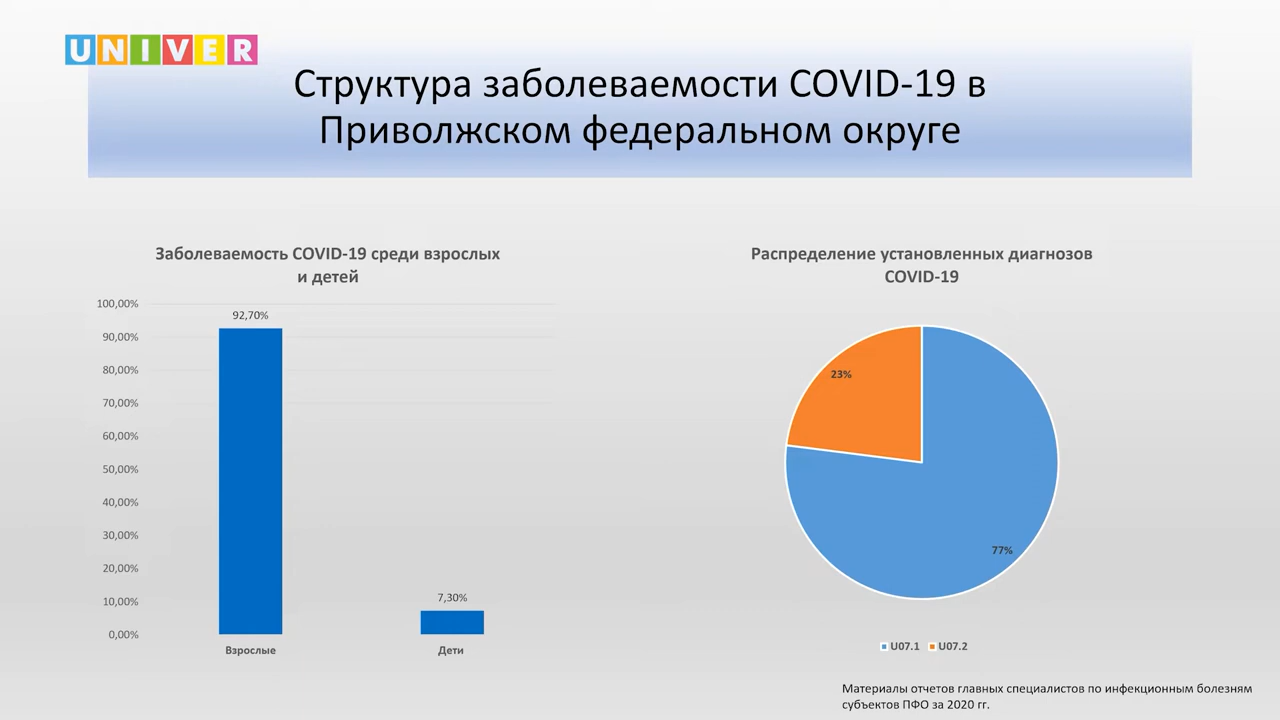 UNIVER
Структура заболеваемости COVID-19 в
Приволжском федеральном округе
Заболеваемость COVID-19 среди взрослых
и детей
100,00%
90,00%
80,00%
70,00%
60,00%
50,00%
40,00%
30,00%
20,00%
10,00%
0,00%
92,70%
7,30%
Взрослые
Дети
Распределение установленных диагнозов
COVID-19
23%
77%
U07.1 U07.2
Материалы отчетов главных специалистов по инфекционным болезням
субъектов ПФО за 2020 гг.